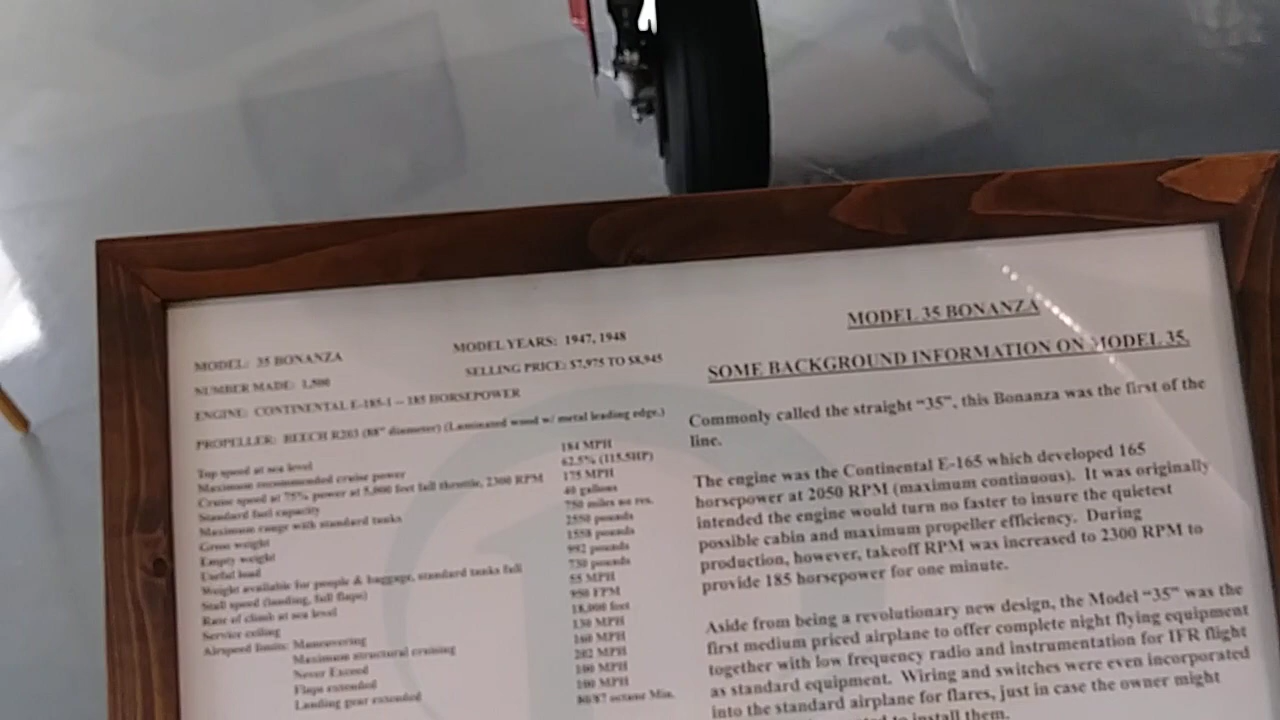 MODEL: 35 BONANZA
MODEL YEARS: 1947, 1948
NUMBER MADE: 1,500
SELLING PRICE: $7,975 TO $8,945
ENGINE: CONTINENTAL E-185-1 -- 185 HORSEPOWER
PROPELLER: BEECH R203 (88" diameter) (Laminated wood w/ metal leading edge.)
Top speed at sea level 184 MPH
Maximum recommended cruise power 62.5% (115.5HP)
Cruise speed at 75% power at 5,000 feet full throttle, 2300 RPM 175 MPH
Standard fuel capacity 40 gallons
Maximum range with standard tanks 750 miles no res.
Gross weight 2550 pounds
Empty weight 1558 pounds
Useful load 992 pounds
Weight available for people & baggage, standard tanks full 730 pounds
Stall speed (landing, full flaps) 55 MPH
Rate of climb at sea level 950 FPM
Service ceiling 18,000 feet
Airspeed limits: Maneuvering 130 MPH
Maximum structural cruising 160 MPH
Never Exceed 202 MPH
Flaps extended 100 MPH
Landing gear extended 100 MPH
80/87 octane Min.
MODEL 35 BONANZA
SOME BACKGROUND INFORMATION ON MODEL 35.
Commonly called the straight "35", this Bonanza was the first of the
line.
The engine was the Continental E-165 which developed 165
horsepower at 2050 RPM (maximum continuous). It was originally
intended the engine would turn no faster to insure the quietest
possible cabin and maximum propeller efficiency. During
production, however, takeoff RPM was increased to 2300 RPM to
provide 185 horsepower for one minute.
Aside from being a revolutionary new design, the Model "35" was the
first medium priced airplane to offer complete night flying equipment
together with low frequency radio and instrumentation for IFR flight
as standard equipment. Wiring and switches were even incorporated
into the standard airplane for flares, just in case the owner might
to install them.